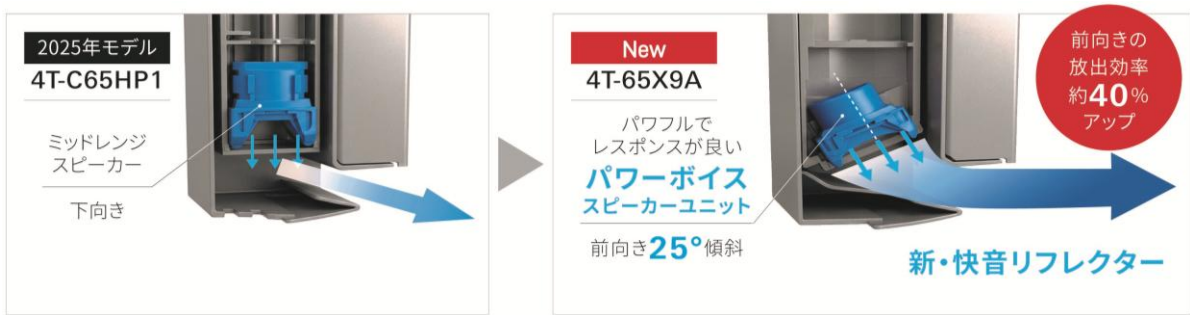 2025年モデル
4T-C65HP1
ミッドレンジ
スピーカー
下向き
New
4T-65X9A
パワフルで
レスポンスが良い
パワーボイス
スピーカーユニット
前向き25°傾斜
前向きの
放出効率
約40%
アップ
新・快音リフレクター